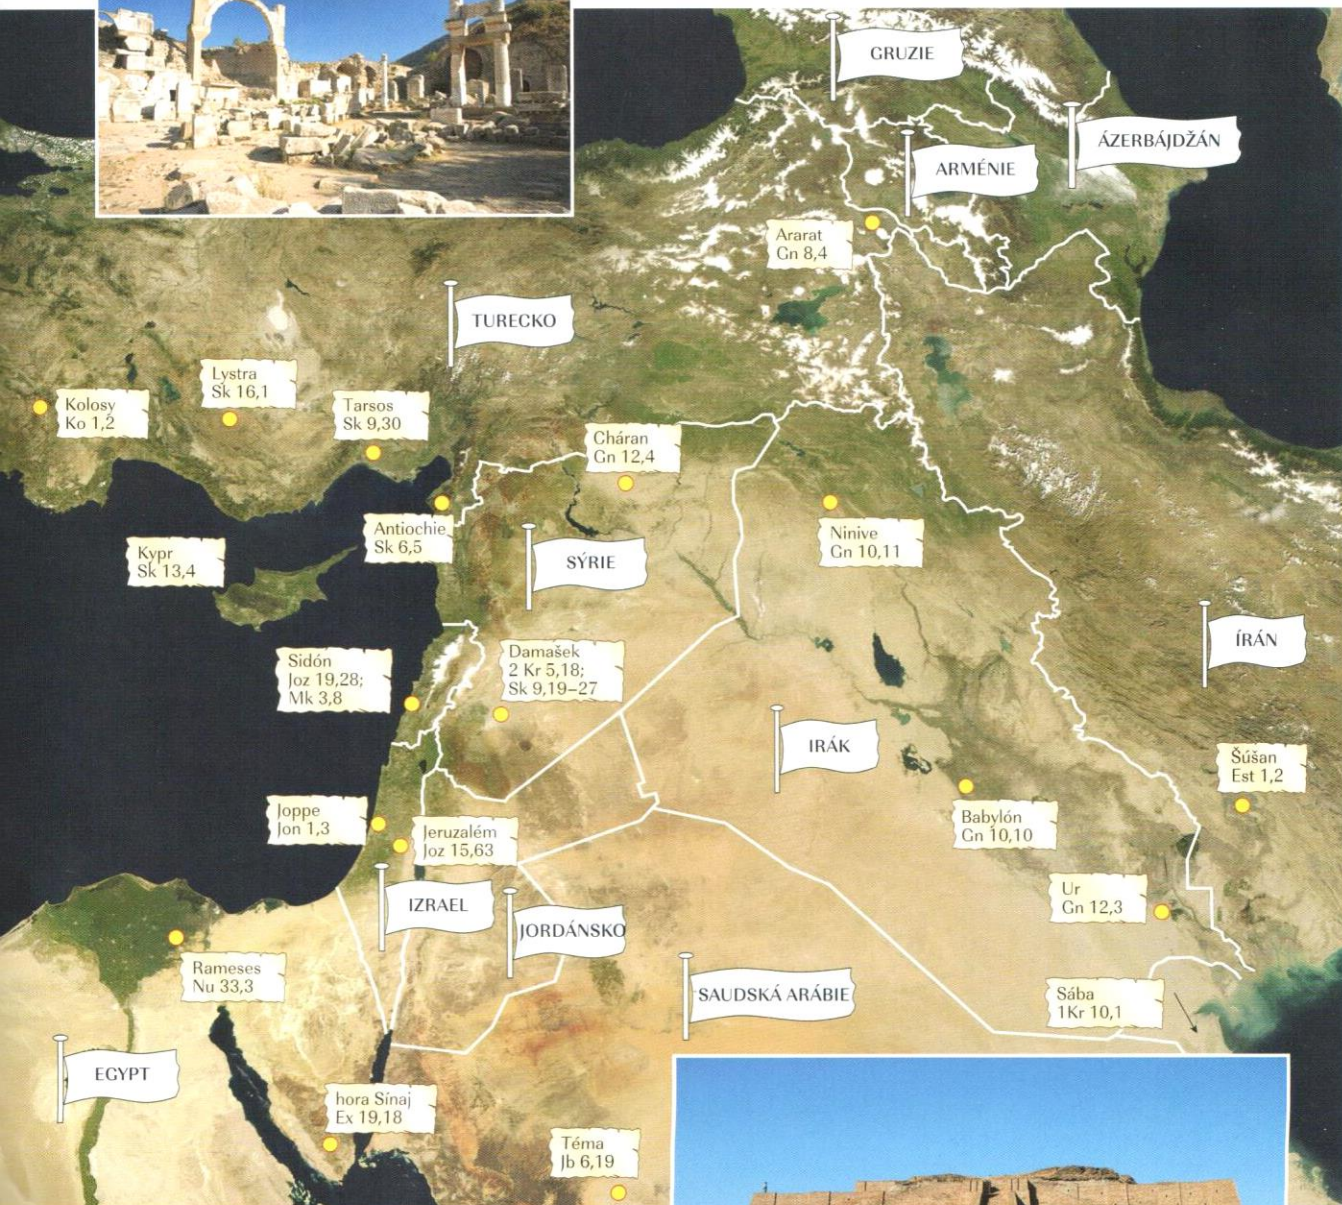 GRUZIE
ÁZERBÁJDŽÁN
ARMÉNIE
Ararat
Gn 8,4
TURECKO
Lystra
Sk 16,1
Kolosy
Ko 1,2
Tarsos
Sk 9,30
Cháran
Gn 12,4
Antiochie
Sk 6,5
Ninive
Gn 10,11
Kypr
Sk 13,4
SÝRIE
ÍRÁN
Sidón
Joz 19,28;
Mk 3,8
Damašek
2 Kr 5,18;
Sk 9,19–27
IRÁK
Šúšan
Est 1,2
Joppe
Jon 1,3
Jeruzalém
Joz 15,63
Babylón
Gn 10,10
Ur
Gn 12,3
IZRAEL
JORDÁNSKO
Rameses
Nu 33,3
SAUDSKÁ ARÁBIE
Sába
1Kr 10,1
EGYPT
hora Sínaj
Ex 19,18
Téma
Jb 6,19